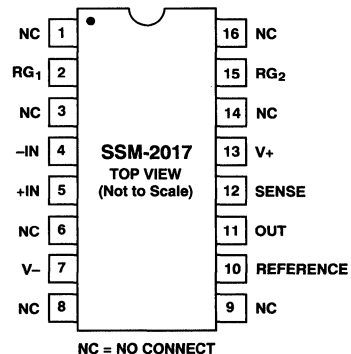 NC 1 16 NC
RG1 2 15 RG2
NC 3 14 NC
–IN 4 13 V+
SSM-2017
TOP VIEW
(Not to Scale)
+IN 5 12 SENSE
NC 6 11 OUT
V– 7 10 REFERENCE
NC 8 9 NC
NC = NO CONNECT